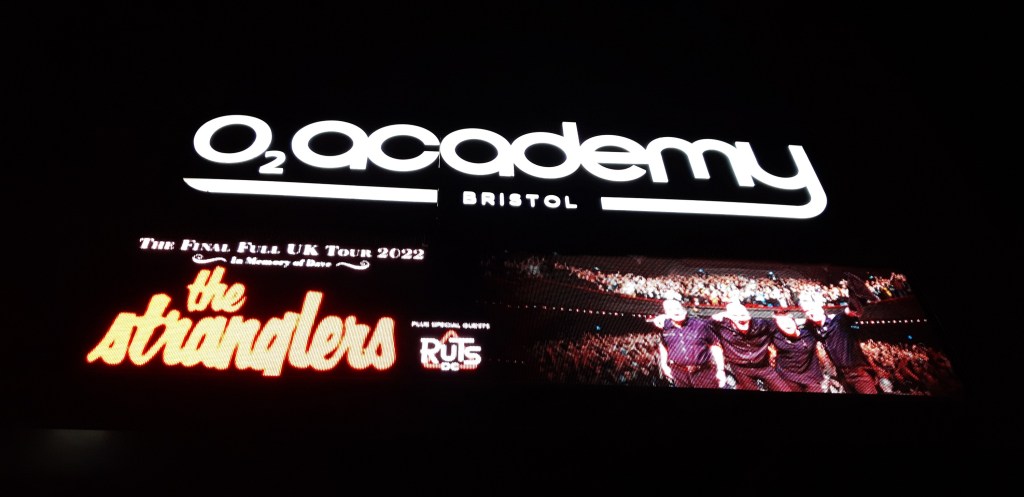 O2 academy
BRISTOL
THE FINAL FULL UK TOUR 2022
In Memory of Dave
the
stranglers
PLUS SPECIAL GUESTS
RUTS
DC